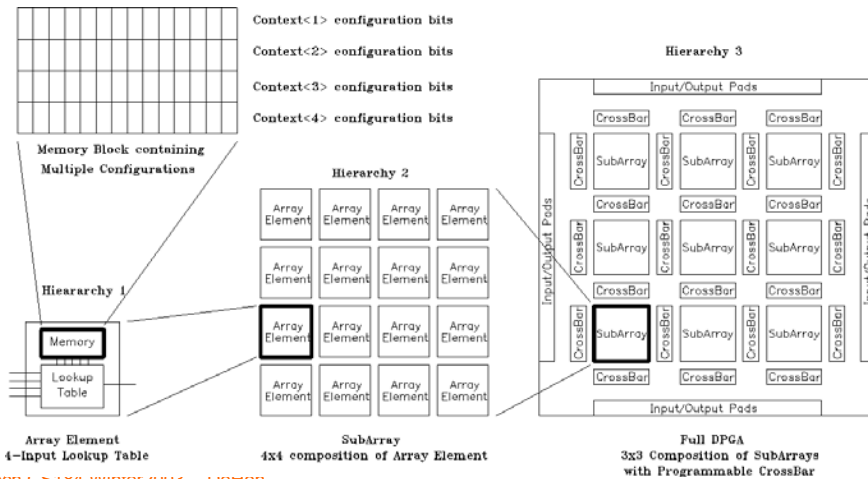 Context<1> configuration bits
Context<2> configuration bits
Context<3> configuration bits
Context<4> configuration bits
Memory Block containing
Multiple Configurations
Hieararchy 1
Memory
Lookup
Table
Array Element
4-Input Lookup Table
Hierarchy 2
Array Array Array Array
Element Element Element Element
Array Array Array Array
Element Element Element Element
Array Array Array Array
Element Element Element Element
Array Array Array Array
Element Element Element Element
SubArray
4x4 composition of Array Element
Hierarchy 3
Input/Output Pads
CrossBar CrossBar CrossBar
CrossBar SubArray CrossBar SubArray CrossBar SubArray CrossBar
CrossBar CrossBar CrossBar
Input/Output Pads
CrossBar SubArray CrossBar SubArray CrossBar SubArray CrossBar
Input/Output Pads
CrossBar CrossBar CrossBar
CrossBar SubArray CrossBar SubArray CrossBar SubArray CrossBar
CrossBar CrossBar CrossBar
Input/Output Pads
Full DPGA
3x3 Composition of SubArrays
with Programmable CrossBar